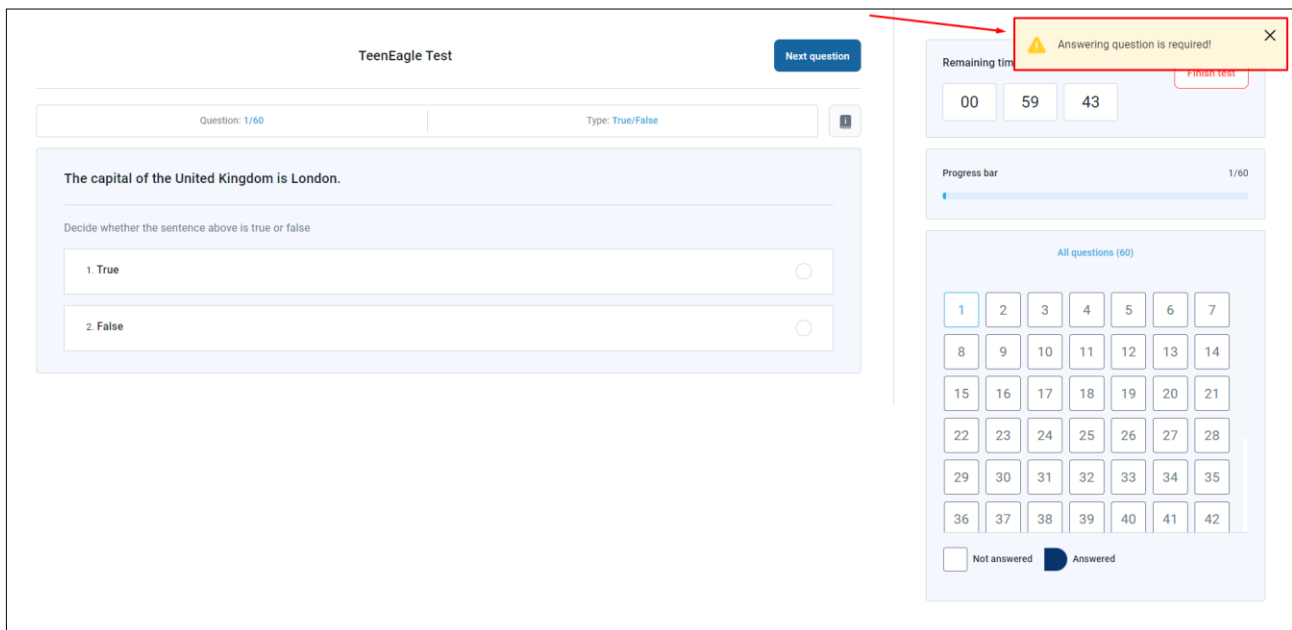 TeenEagle Test
Next question
Question: 1/60
Type: True/False
The capital of the United Kingdom is London.
Decide whether the sentence above is true or false
1. True
2. False
Answering question is required!
Remaining tim
Finish test
00 59 43
Progress bar 1/60
All questions (60)
1 2 3 4 5 6 7
8 9 10 11 12 13 14
15 16 17 18 19 20 21
22 23 24 25 26 27 28
29 30 31 32 33 34 35
36 37 38 39 40 41 42
Not answered Answered